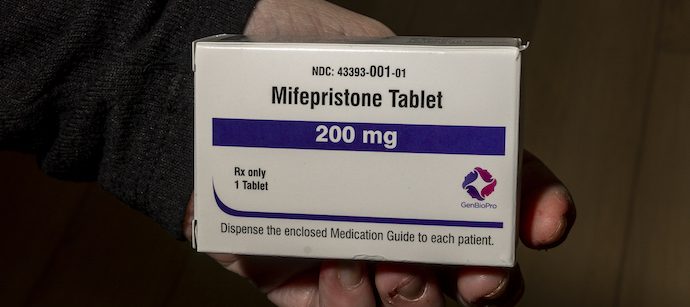 NDC: 43393-001-01
Mifepristone Tablet
200 mg
Rx only
1 Tablet
GenBioPro
Dispense the enclosed Medication Guide to each patient.